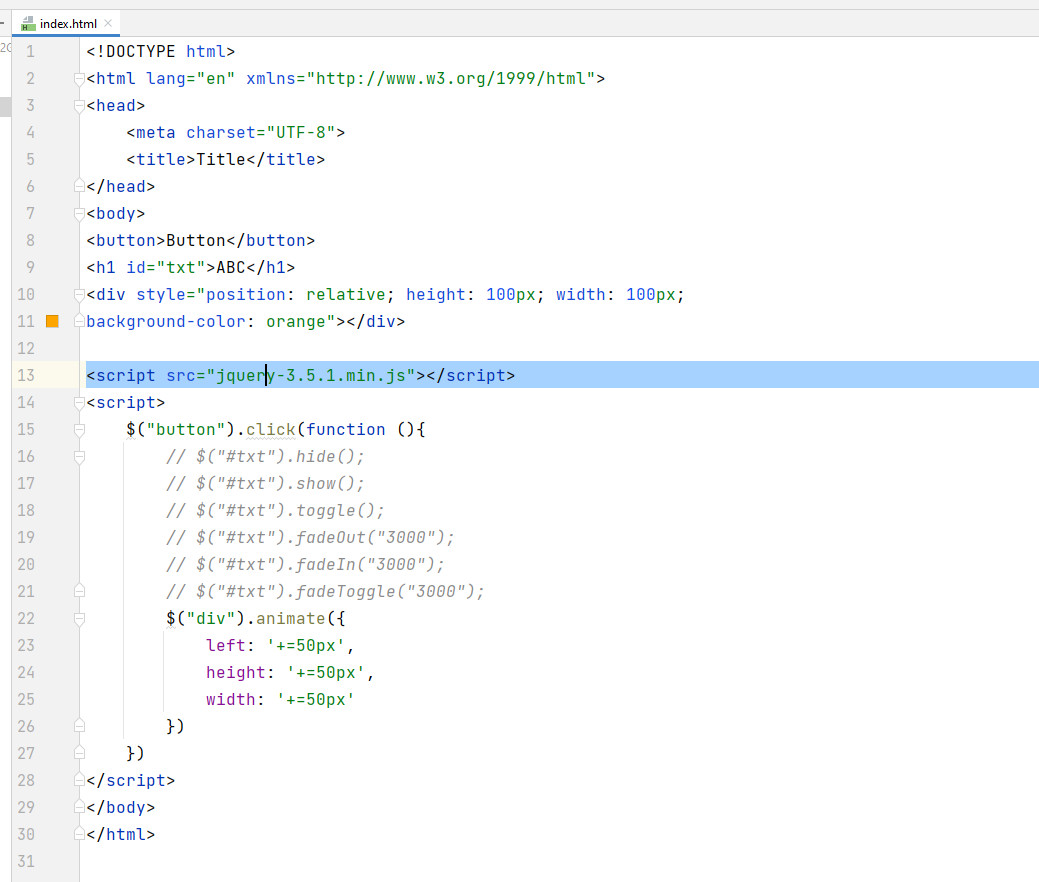 index.html
1 <!DOCTYPE html>
2 <html lang="en" xmlns="http://www.w3.org/1999/html">
3 <head>
4     <meta charset="UTF-8">
5     <title>Title</title>
6 </head>
7 <body>
8 <button>Button</button>
9 <h1 id="txt">ABC</h1>
10 <div style="position: relative; height: 100px; width: 100px;
11 background-color: orange"></div>
12
13 <script src="jquery-3.5.1.min.js"></script>
14 <script>
15     $("button").click(function (){
16         // $("#txt").hide();
17         // $("#txt").show();
18         // $("#txt").toggle();
19         // $("#txt").fadeOut("3000");
20         // $("#txt").fadeIn("3000");
21         // $("#txt").fadeToggle("3000");
22         $("div").animate({
23             left: '+=50px',
24             height: '+=50px',
25             width: '+=50px'
26         })
27     })
28 </script>
29 </body>
30 </html>
31